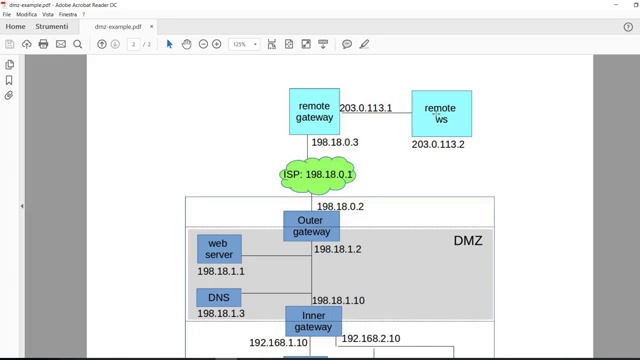 dmz-example.pdf - Adobe Acrobat Reader DC
File Modifica Vista Finestra ?
Home Strumenti dmz-example.pdf ×
2 / 2 125%
remote
gateway
203.0.113.1
remote
ws
198.18.0.3
203.0.113.2
ISP: 198.18.0.1
198.18.0.2
Outer
gateway
DMZ
web
server
198.18.1.2
198.18.1.1
DNS
198.18.1.10
198.18.1.3
Inner
gateway
192.168.1.10
192.168.2.10